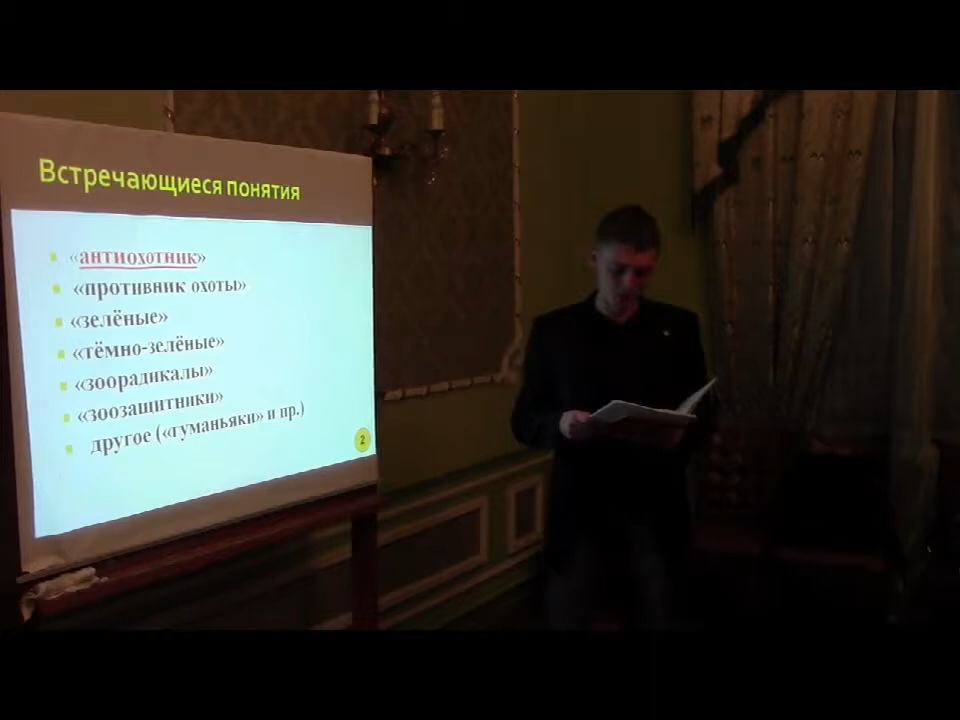 Встречающиеся понятия
«антиохотник»
«противник охоты»
«зелёные»
«тёмно-зелёные»
«зоорадикалы»
«зоозащитники»
другое («гуманьяки» и пр.)
2